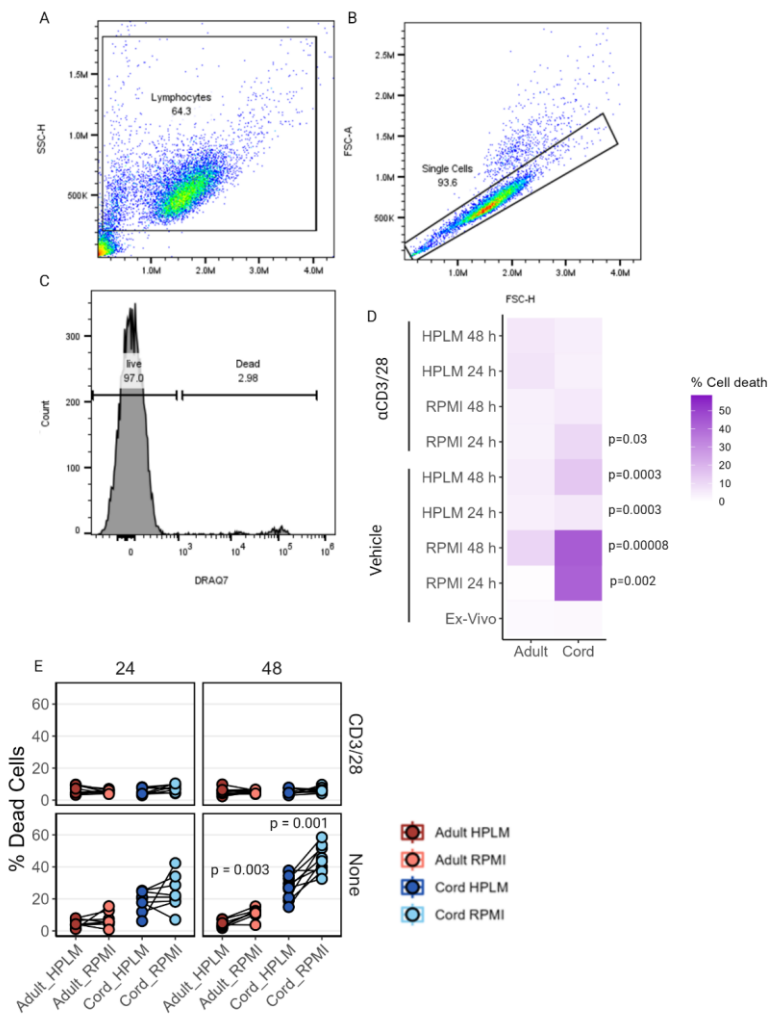 A
B
SSC-H
1.5M
1.0M
500K
Lymphocytes
64.3
1.0M
2.0M
3.0M
4.0M
FSC-A
2.5M
2.0M
1.5M
1.0M
500K
Single Cells
93.6
1.0M
2.0M
3.0M
4.0M
FSC-H
C
Count
300
200
100
0
live
97.0
Dead
2.98
0
10³
10⁴
10⁵
10⁶
DRAQ7
D
αCD3/28
Vehicle
HPLM 48 h
HPLM 24 h
RPMI 48 h
RPMI 24 h p=0.03
HPLM 48 h p=0.0003
HPLM 24 h p=0.0003
RPMI 48 h p=0.00008
RPMI 24 h p=0.002
Ex-Vivo
Adult Cord
% Cell death
50
40
30
20
10
0
E
24 48
% Dead Cells
60
40
20
0
CD3/28
60
40
20
0
p = 0.003
p = 0.001
None
Adult_HPLM
Adult_RPMI
Cord_HPLM
Cord_RPMI
Adult_HPLM
Adult_RPMI
Cord_HPLM
Cord_RPMI
Adult HPLM
Adult RPMI
Cord HPLM
Cord RPMI